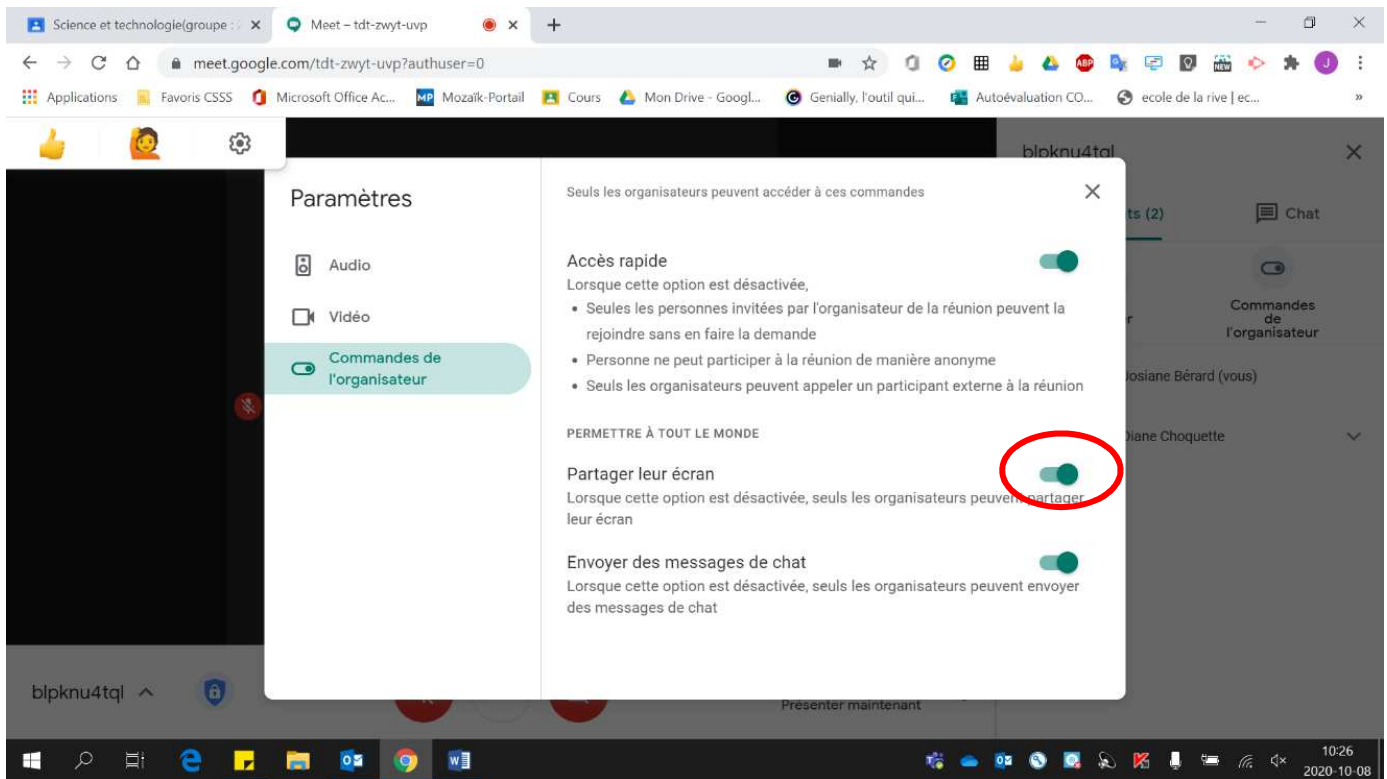 Science et technologie(groupe :
Meet – tdt-zwyt-uvp
meet.google.com/tdt-zwyt-uvp?authuser=0
ABP
NEW
J
Applications
Favoris CSSS
Microsoft Office Ac...
MP Mozaïk-Portail
Cours
Mon Drive - Googl...
Genially, l'outil qui...
Autoévaluation CO...
ecole de la rive | ec...
»
blpknu4tql
Paramètres
Audio
Vidéo
Commandes de
l'organisateur
Seuls les organisateurs peuvent accéder à ces commandes
Accès rapide
Lorsque cette option est désactivée,
• Seules les personnes invitées par l'organisateur de la réunion peuvent la
rejoindre sans en faire la demande
• Personne ne peut participer à la réunion de manière anonyme
• Seuls les organisateurs peuvent appeler un participant externe à la réunion
PERMETTRE À TOUT LE MONDE
Partager leur écran
Lorsque cette option est désactivée, seuls les organisateurs peuvent partager
leur écran
Envoyer des messages de chat
Lorsque cette option est désactivée, seuls les organisateurs peuvent envoyer
des messages de chat
ts (2)
Chat
r
Commandes
de
l'organisateur
Josiane Bérard (vous)
Diane Choquette
blpknu4tql
Présenter maintenant
10:26
2020-10-08